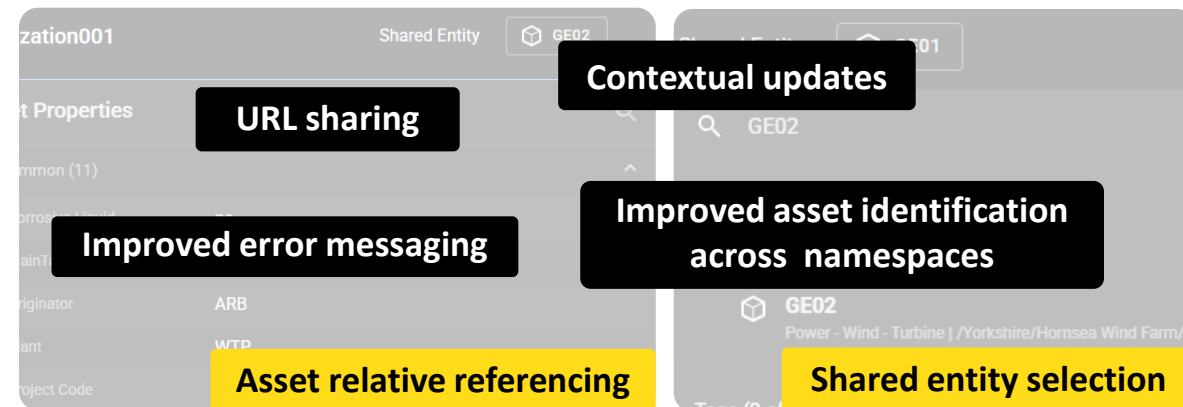 zation001
Shared Entity
GE02
Contextual updates
URL sharing
t Properties
GE02
mmon (11)
Improved asset identification
across namespaces
Improved error messaging
riginator
ARB
GE02
Power - Wind - Turbine | /Yorkshire/Hornsea Wind Farm/
ant
WTP
Asset relative referencing
Shared entity selection
roject Code